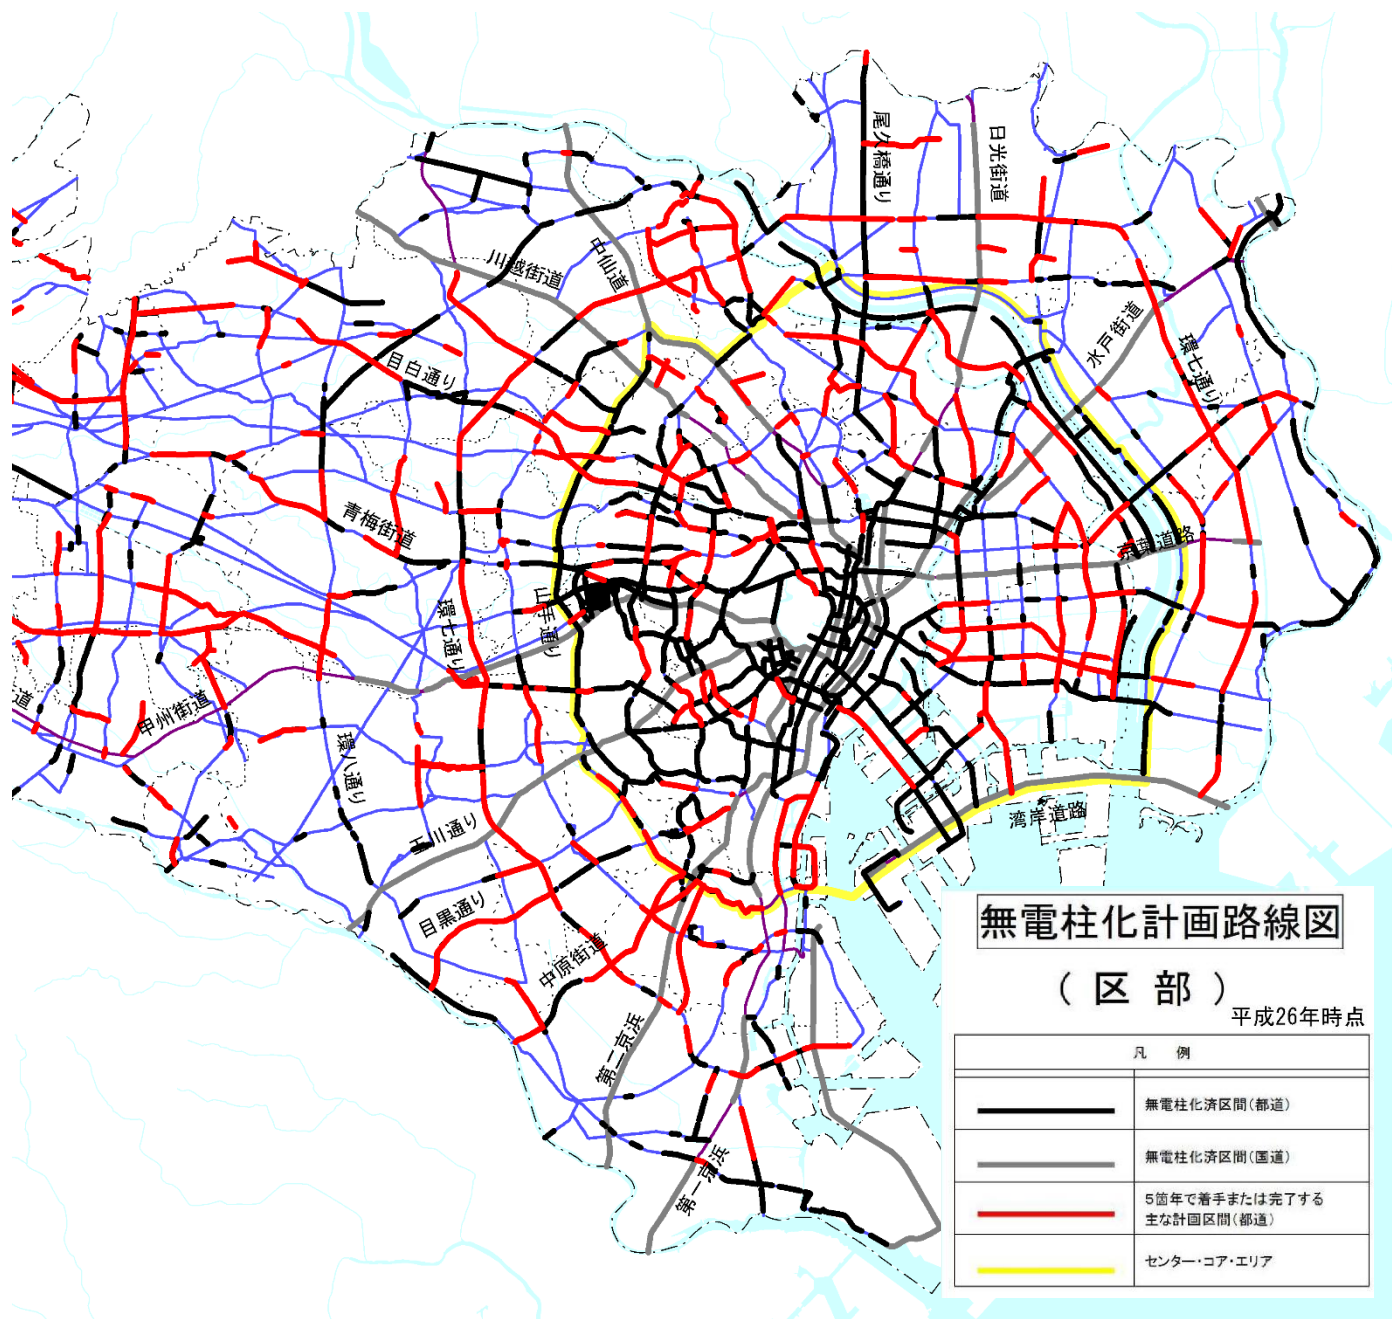 尾久橋通り
日光街道
中仙道
川越街道
水戸街道
環七通り
目白通り
青梅街道
京葉道路
山手通り
環七通り
甲州街道
道
環八通り
湾岸道路
玉川通り
目黒通り
中原街道
第二京浜
第一京浜
無電柱化計画路線図
(区部)
平成26年時点
凡 例
無電柱化済区間(都道)
無電柱化済区間(国道)
5箇年で着手または完了する
主な計画区間(都道)
センター・コア・エリア